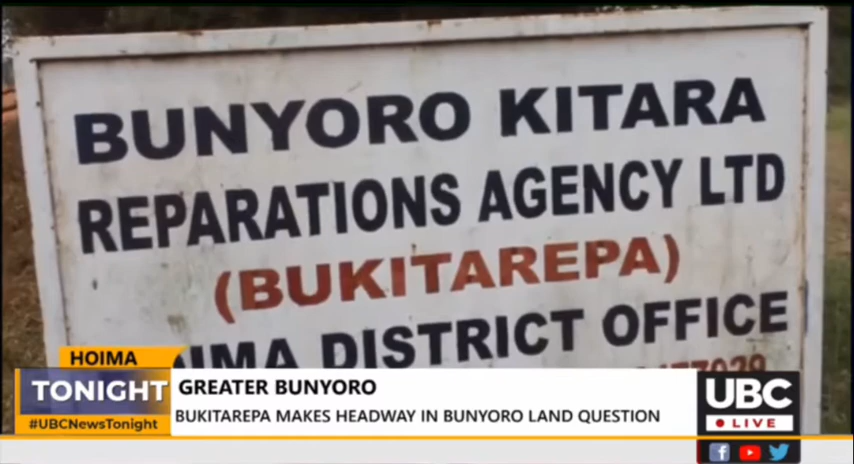 BUNYORO KITARA
REPARATIONS AGENCY LTD
(BUKITAREPA)
DISTRICT OFFICE
HOIMA
TONIGHT
#UBCNewsTonight
GREATER BUNYORO
BUKITAREPA MAKES HEADWAY IN BUNYORO LAND QUESTION
UBC
LIVE